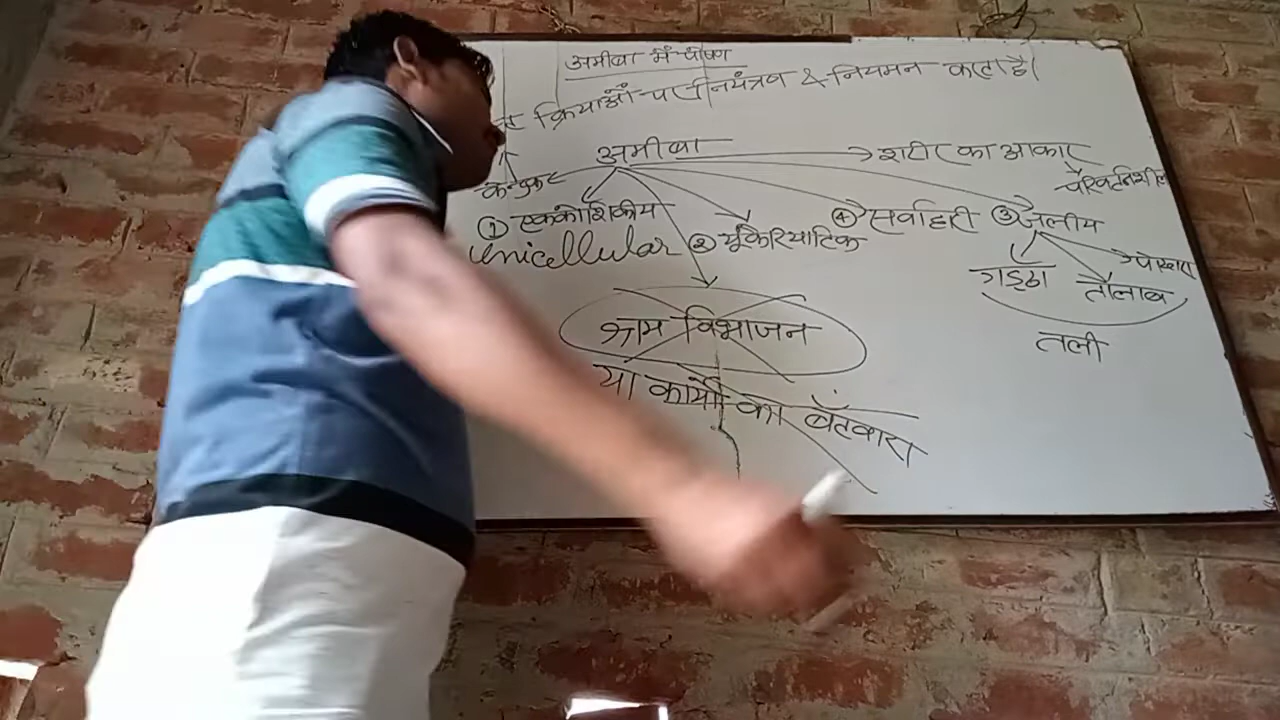 अमीबा में पोषण
क्रियाओं पर नियंत्रण & नियमन करता है।
अमीबा
शरीर का आकार
परिवर्तनशील
केन्द्रक
① एककोशिकीय
Unicellular
② यूकैरियोटिक
④ सर्वाहारी
③ जलीय
गड्ढा
तालाब
पोखरा
तली
श्रम विभाजन
या कार्यों का बँटवारा